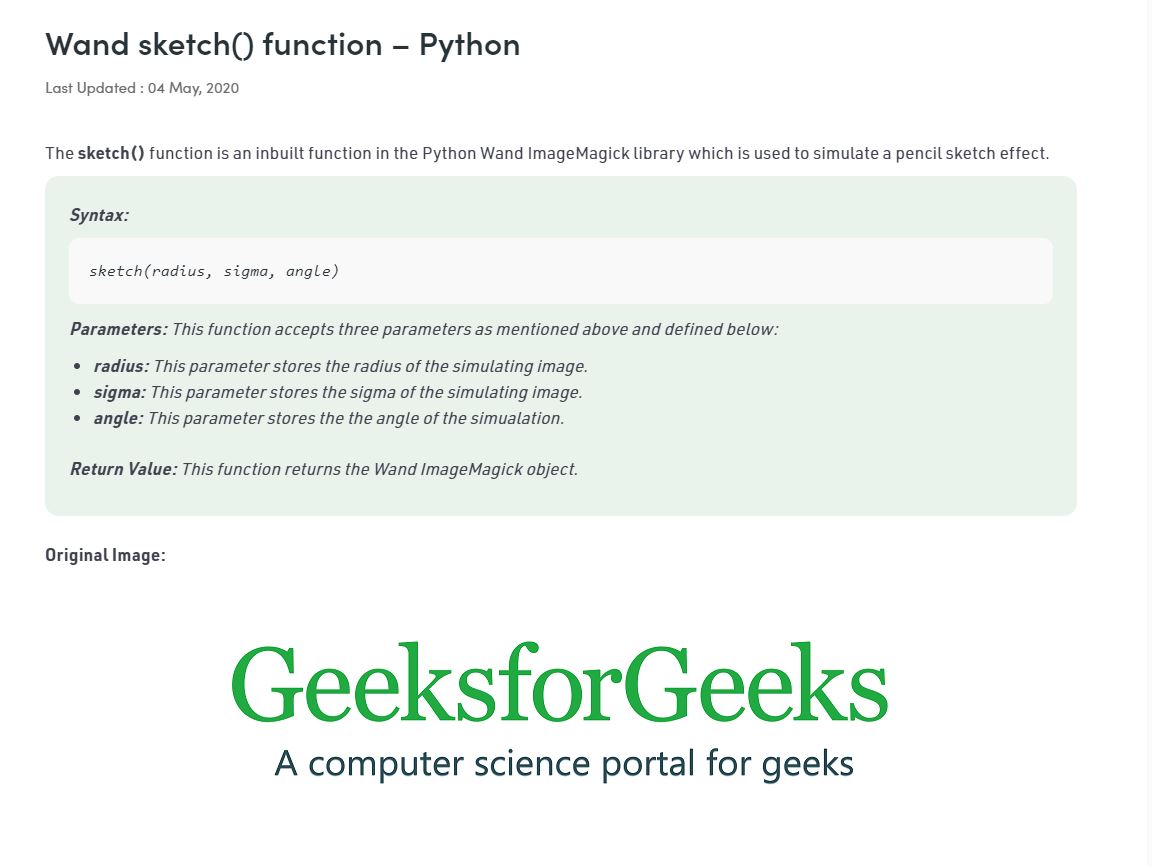 Wand sketch() function – Python
Last Updated : 04 May, 2020
The sketch() function is an inbuilt function in the Python Wand ImageMagick library which is used to simulate a pencil sketch effect.
Syntax:
sketch(radius, sigma, angle)
Parameters: This function accepts three parameters as mentioned above and defined below:
• radius: This parameter stores the radius of the simulating image.
• sigma: This parameter stores the sigma of the simulating image.
• angle: This parameter stores the the angle of the simualation.
Return Value: This function returns the Wand ImageMagick object.
Original Image:
GeeksforGeeks
A computer science portal for geeks